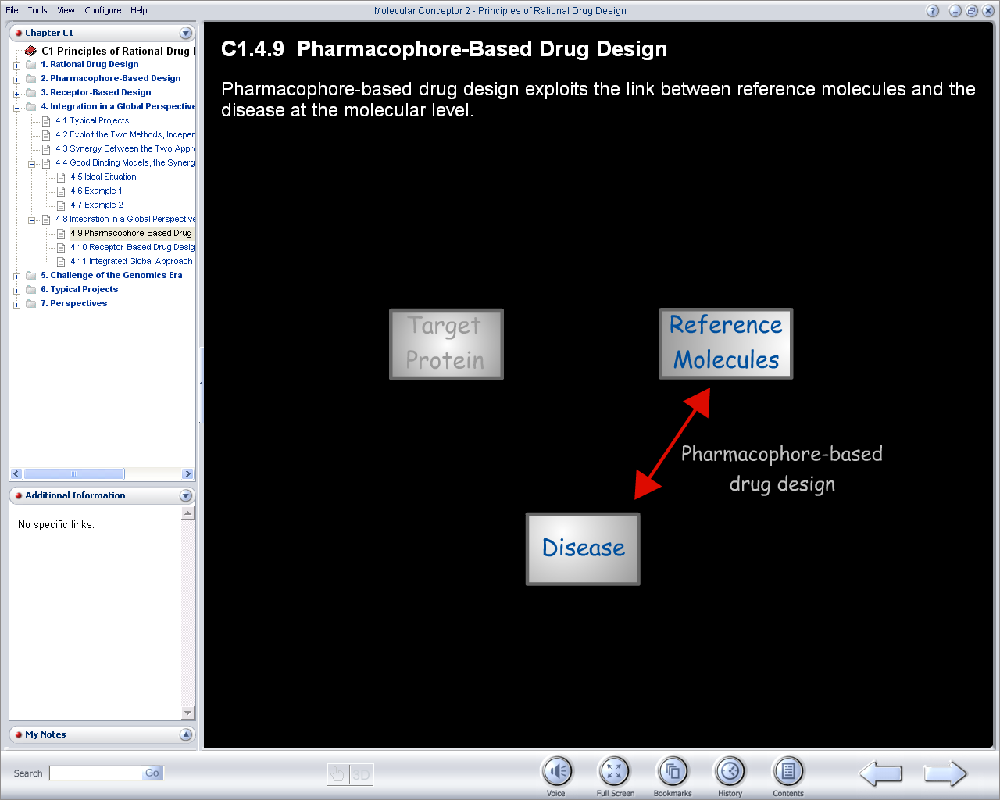 File Tools View Configure Help
Molecular Conceptor 2 - Principles of Rational Drug Design
Chapter C1
C1 Principles of Rational Drug
1. Rational Drug Design
2. Pharmacophore-Based Design
3. Receptor-Based Design
4. Integration in a Global Perspective
4.1 Typical Projects
4.2 Exploit the Two Methods, Indeper
4.3 Synergy Between the Two Appr
4.4 Good Binding Models, the Synerg
4.5 Ideal Situation
4.6 Example 1
4.7 Example 2
4.8 Integration in a Global Perspective
4.9 Pharmacophore-Based Drug
4.10 Receptor-Based Drug Desig
4.11 Integrated Global Approach
5. Challenge of the Genomics Era
6. Typical Projects
7. Perspectives
Additional Information
No specific links.
My Notes
C1.4.9 Pharmacophore-Based Drug Design
Pharmacophore-based drug design exploits the link between reference molecules and the
disease at the molecular level.
Target
Protein
Reference
Molecules
Pharmacophore-based
drug design
Disease
Search
Go
3D
Voice
Full Screen
Bookmarks
History
Contents